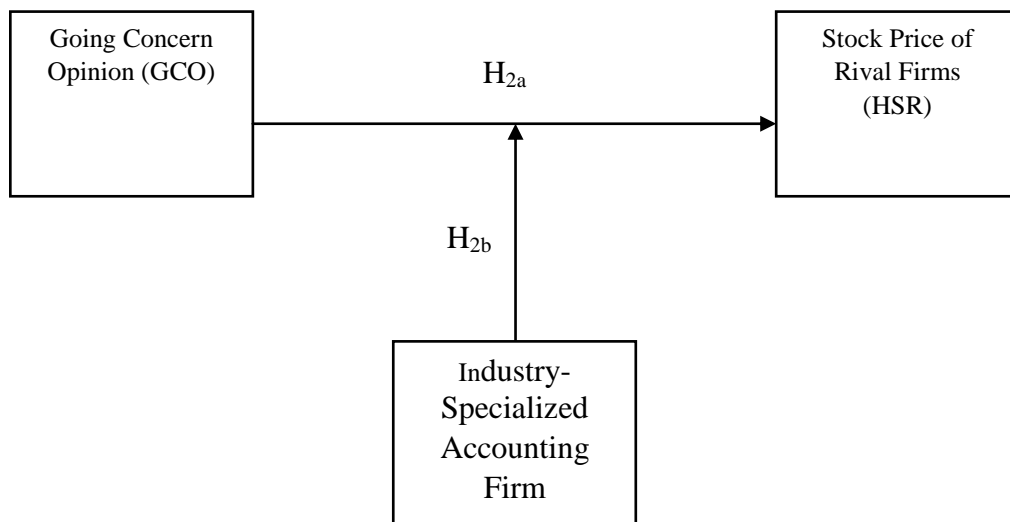 Going Concern
Opinion (GCO)
H2a
Stock Price of
Rival Firms
(HSR)
H2b
Industry-
Specialized
Accounting
Firm